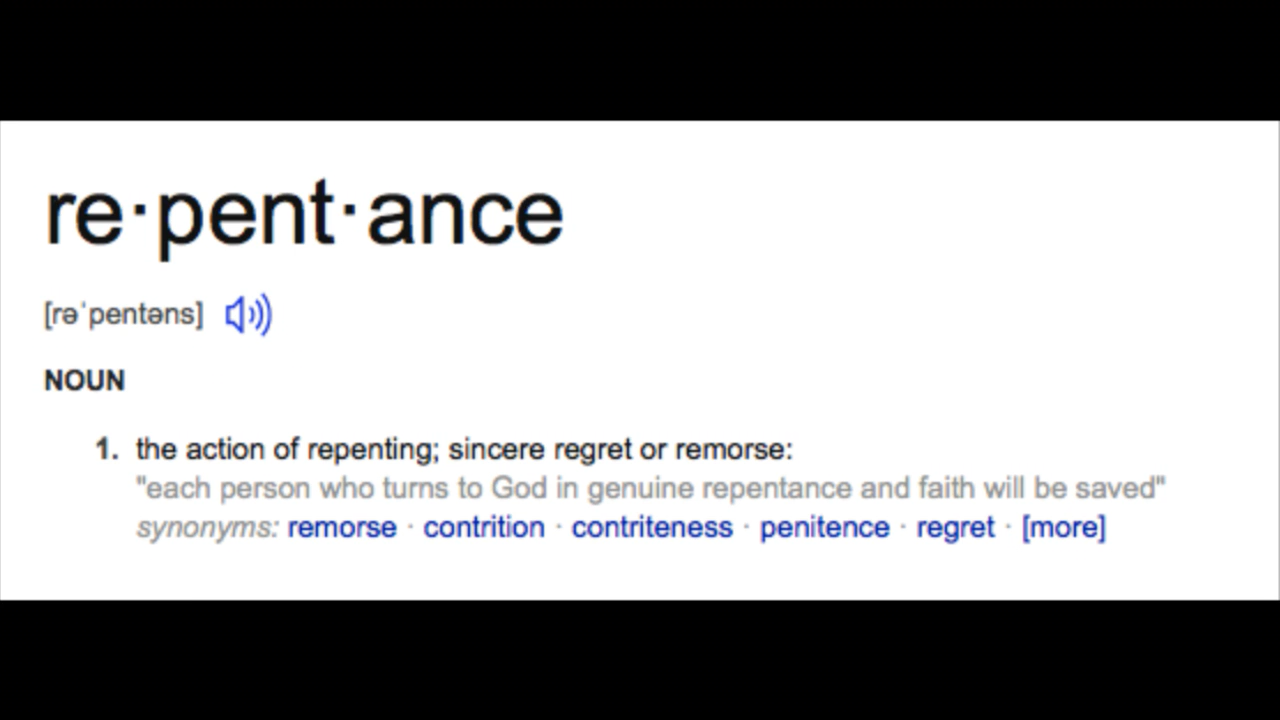 re·pent·ance
[rəˈpentəns]
NOUN
1. the action of repenting; sincere regret or remorse:
"each person who turns to God in genuine repentance and faith will be saved"
synonyms: remorse · contrition · contriteness · penitence · regret · [more]